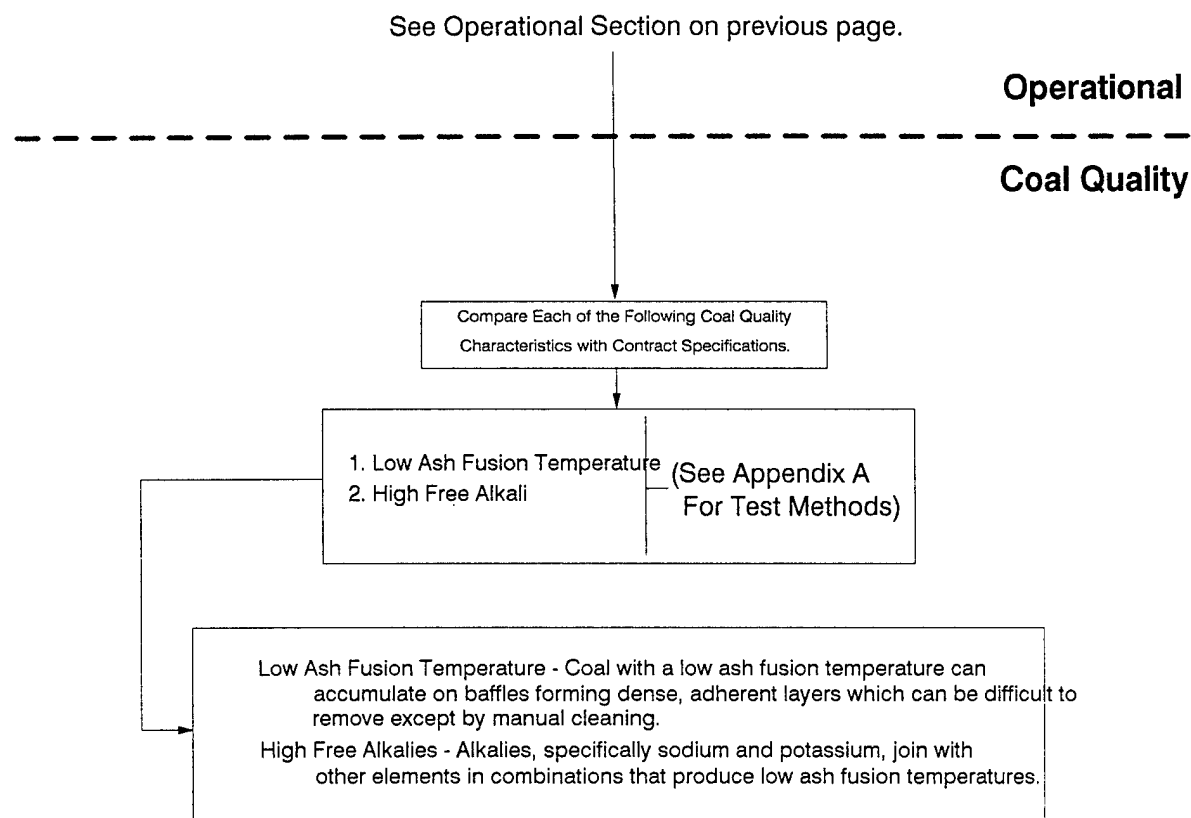 See Operational Section on previous page.
Operational
Coal Quality
Compare Each of the Following Coal Quality
Characteristics with Contract Specifications.
1. Low Ash Fusion Temperature
2. High Free Alkali
(See Appendix A
For Test Methods)
Low Ash Fusion Temperature - Coal with a low ash fusion temperature can
accumulate on baffles forming dense, adherent layers which can be difficult to
remove except by manual cleaning.
High Free Alkalies - Alkalies, specifically sodium and potassium, join with
other elements in combinations that produce low ash fusion temperatures.